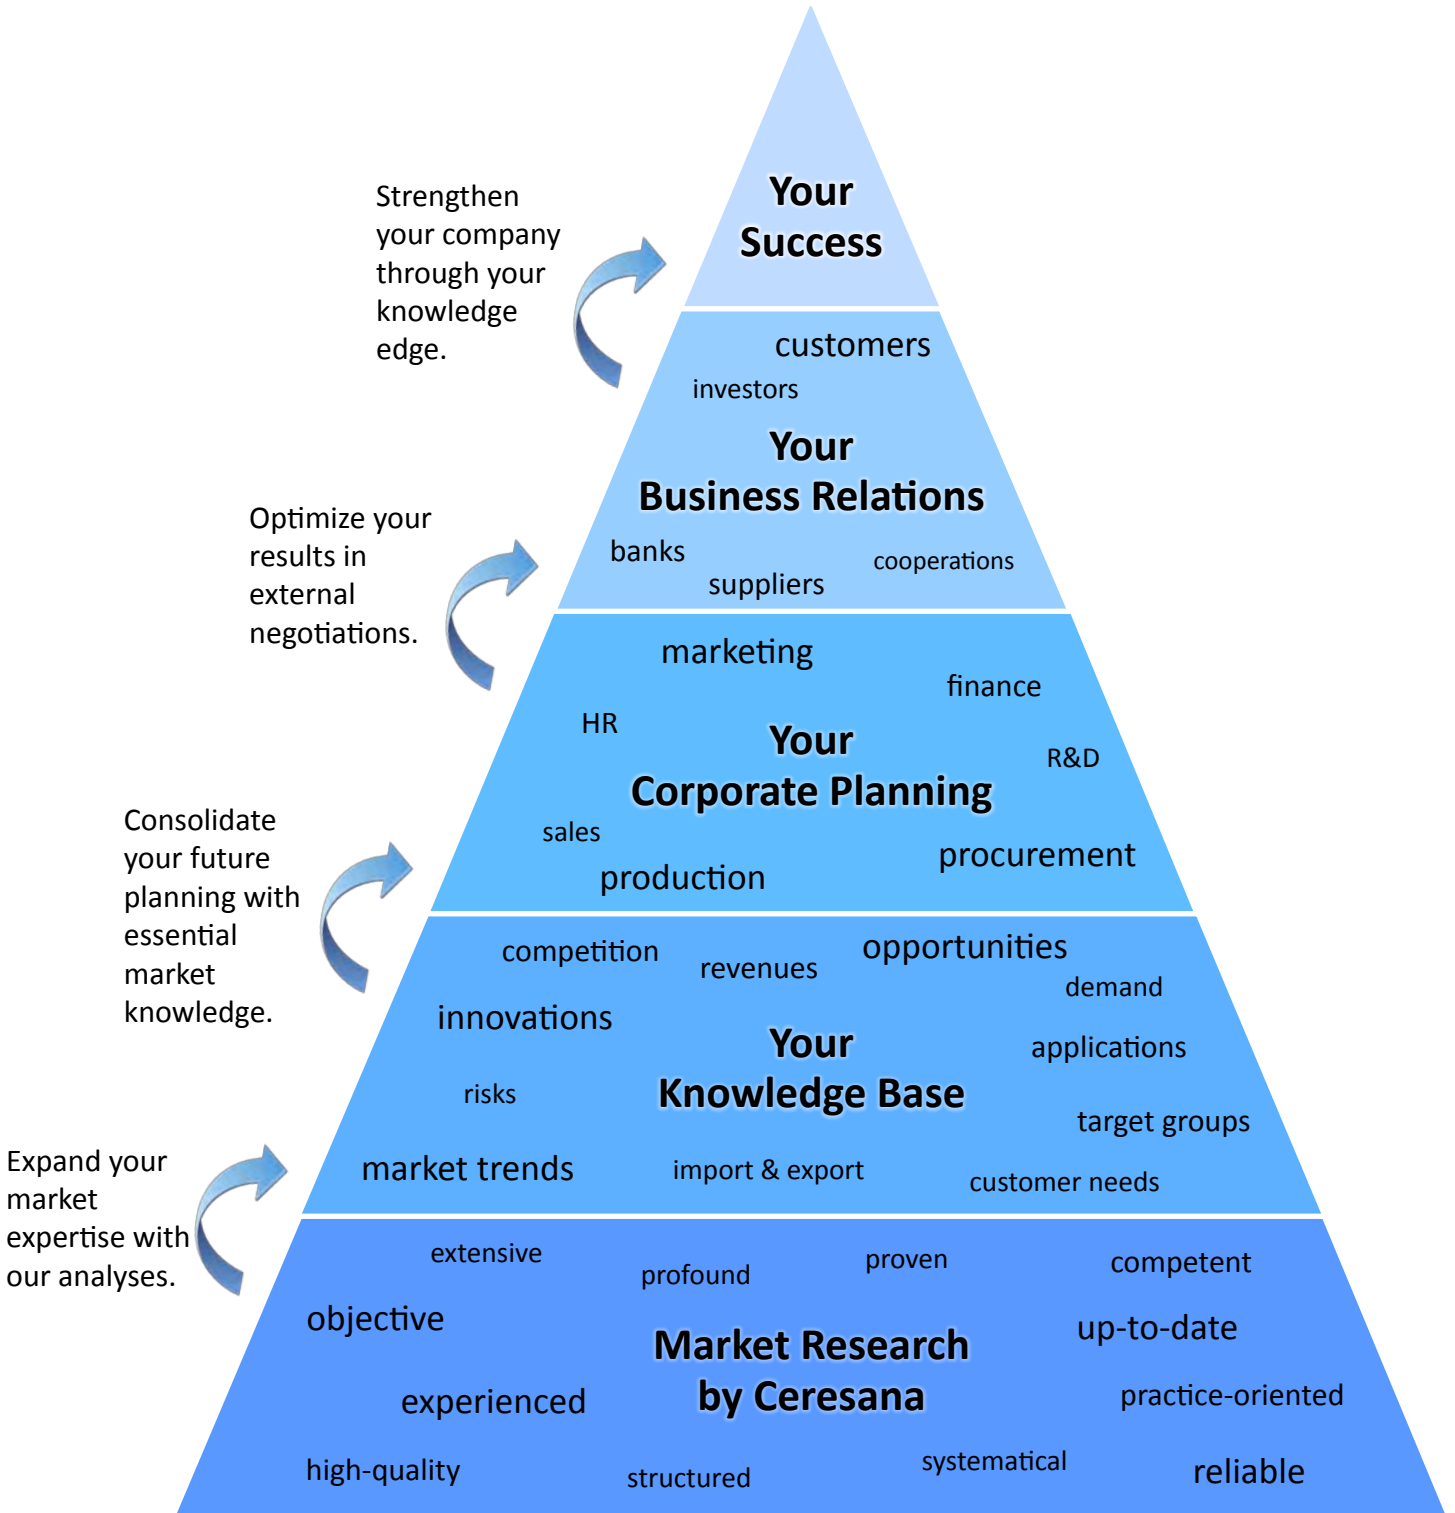 Your
Success
Strengthen
your company
through your
knowledge
edge.
customers
investors
Your
Business Relations
banks
suppliers
cooperations
Optimize your
results in
external
negotiations.
marketing
finance
HR
Your
Corporate Planning
R&D
sales
production
procurement
Consolidate
your future
planning with
essential
market
knowledge.
competition
revenues
opportunities
demand
innovations
Your
Knowledge Base
applications
risks
target groups
market trends
import & export
customer needs
Expand your
market
expertise with
our analyses.
extensive
profound
proven
competent
objective
Market Research
by Ceresana
up-to-date
experienced
practice-oriented
high-quality
structured
systematical
reliable